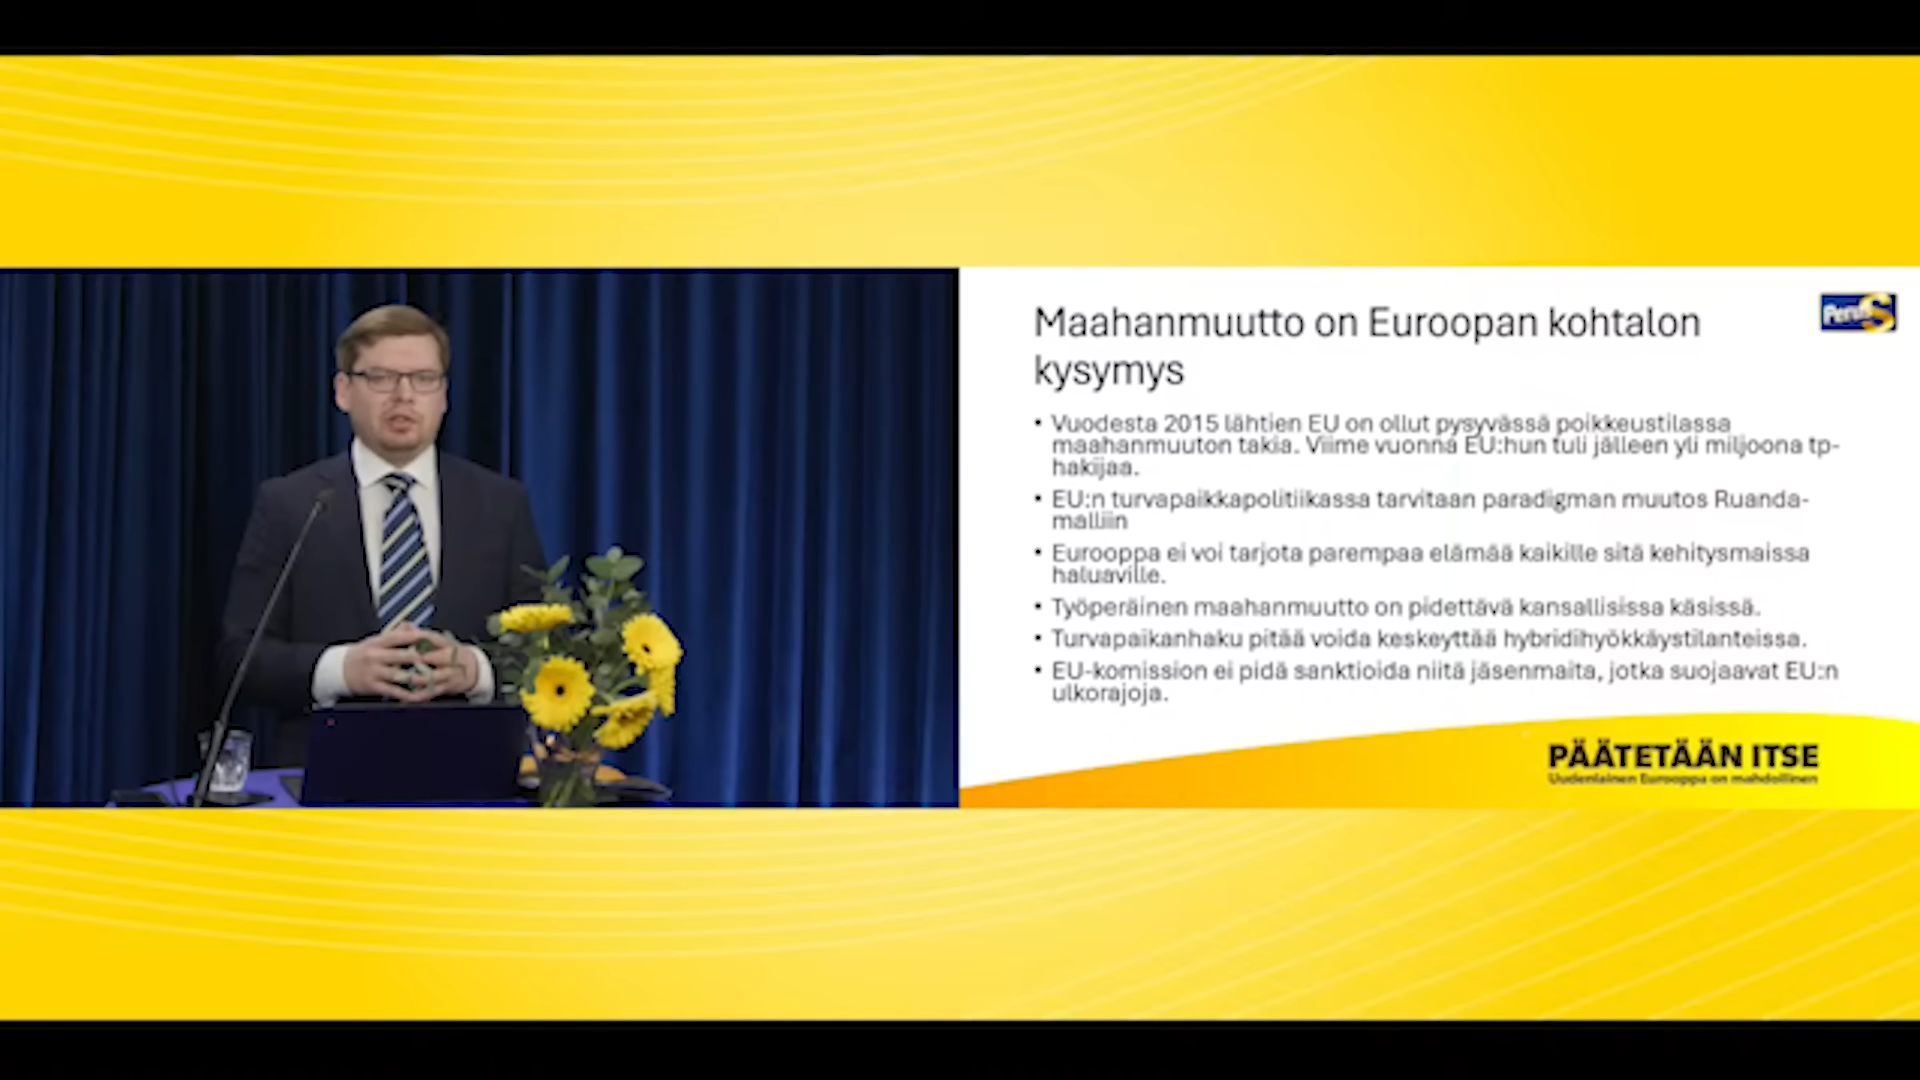 Maahanmuutto on Euroopan kohtalon
kysymys
PeruS
• Vuodesta 2015 lähtien EU on ollut pysyvässä poikkeustilassa
maahanmuuton takia. Viime vuonna EU:hun tuli jälleen yli miljoona tp-
hakijaa.
• EU:n turvapaikkapolitiikassa tarvitaan paradigman muutos Ruanda-
malliin
• Eurooppa ei voi tarjota parempaa elämää kaikille sitä kehitysmaissa
haluaville.
• Työperäinen maahanmuutto on pidettävä kansallisissa käsissä.
• Turvapaikanhaku pitää voida keskeyttää hybridihyökkäystilanteissa.
• EU-komission ei pidä sanktioida niitä jäsenmaita, jotka suojaavat EU:n
ulkorajoja.
PÄÄTETÄÄN ITSE
Uudenlainen Eurooppa on mahdollinen